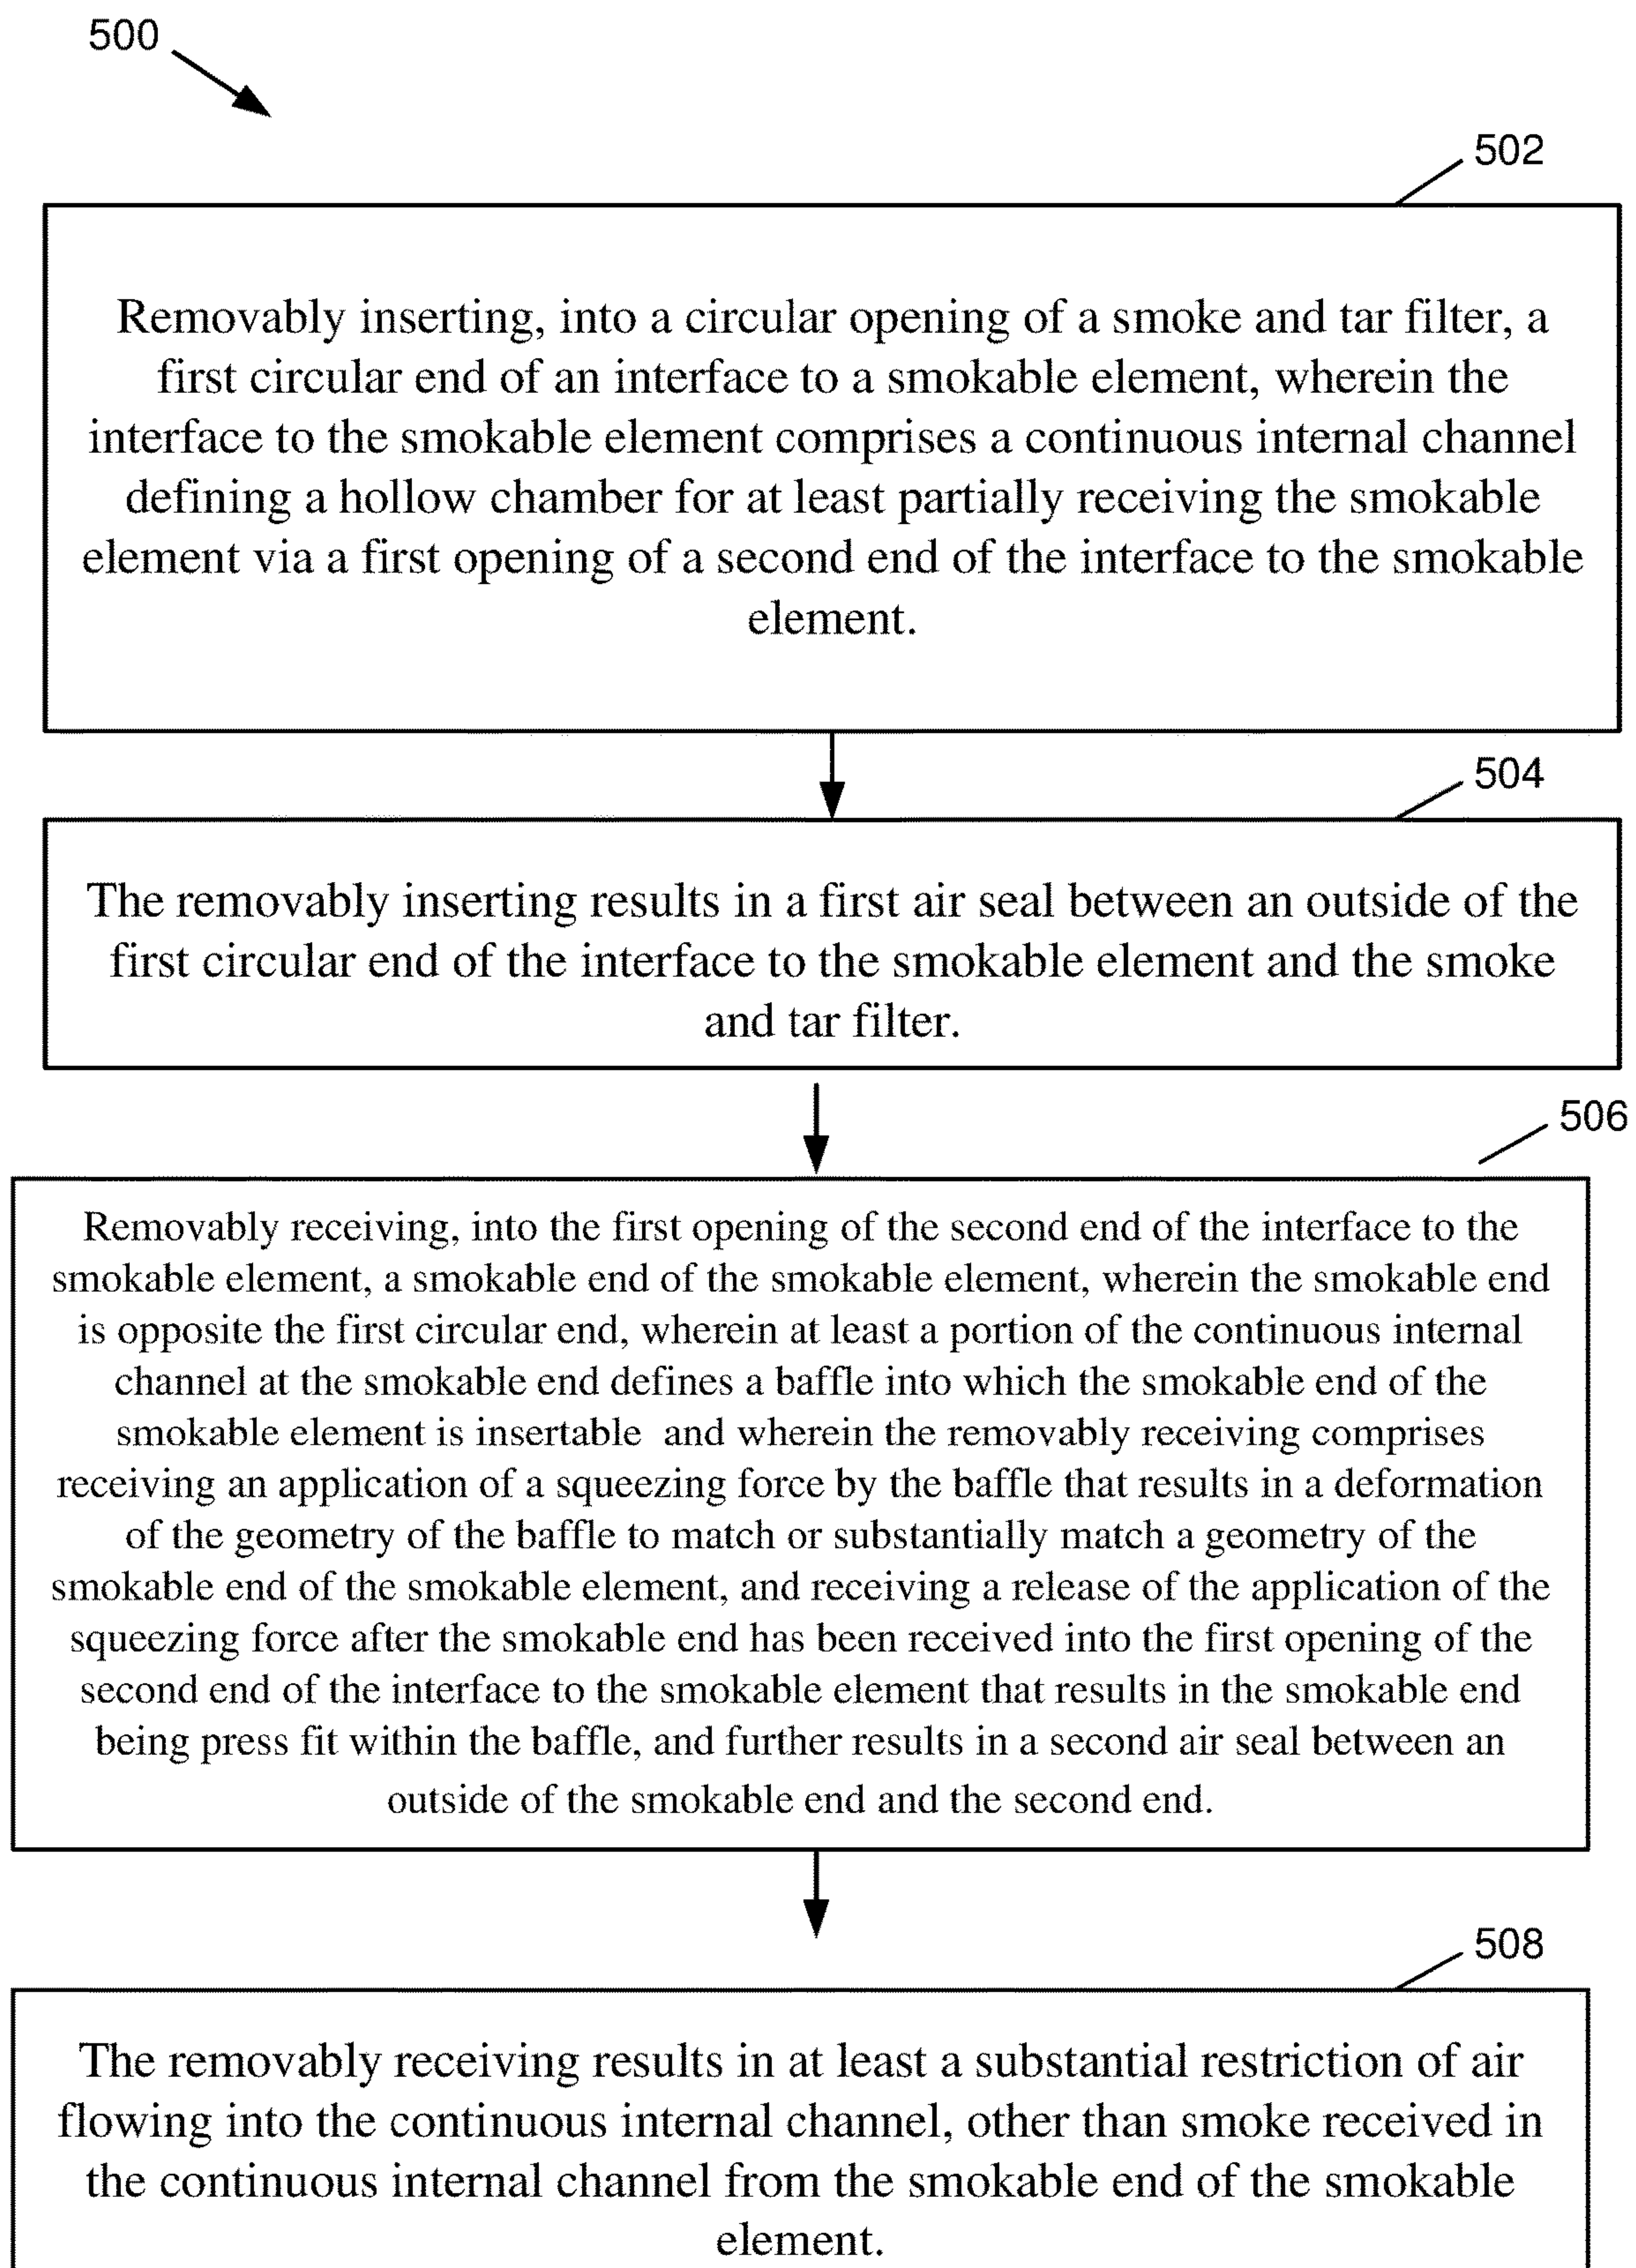 500
502
Removably inserting, into a circular opening of a smoke and tar filter, a
first circular end of an interface to a smokable element, wherein the
interface to the smokable element comprises a continuous internal channel
defining a hollow chamber for at least partially receiving the smokable
element via a first opening of a second end of the interface to the smokable
element.
504
The removably inserting results in a first air seal between an outside of the
first circular end of the interface to the smokable element and the smoke
and tar filter.
506
Removably receiving, into the first opening of the second end of the interface to the
smokable element, a smokable end of the smokable element, wherein the smokable end
is opposite the first circular end, wherein at least a portion of the continuous internal
channel at the smokable end defines a baffle into which the smokable end of the
smokable element is insertable and wherein the removably receiving comprises
receiving an application of a squeezing force by the baffle that results in a deformation
of the geometry of the baffle to match or substantially match a geometry of the
smokable end of the smokable element, and receiving a release of the application of the
squeezing force after the smokable end has been received into the first opening of the
second end of the interface to the smokable element that results in the smokable end
being press fit within the baffle, and further results in a second air seal between an
outside of the smokable end and the second end.
508
The removably receiving results in at least a substantial restriction of air
flowing into the continuous internal channel, other than smoke received in
the continuous internal channel from the smokable end of the smokable
element.